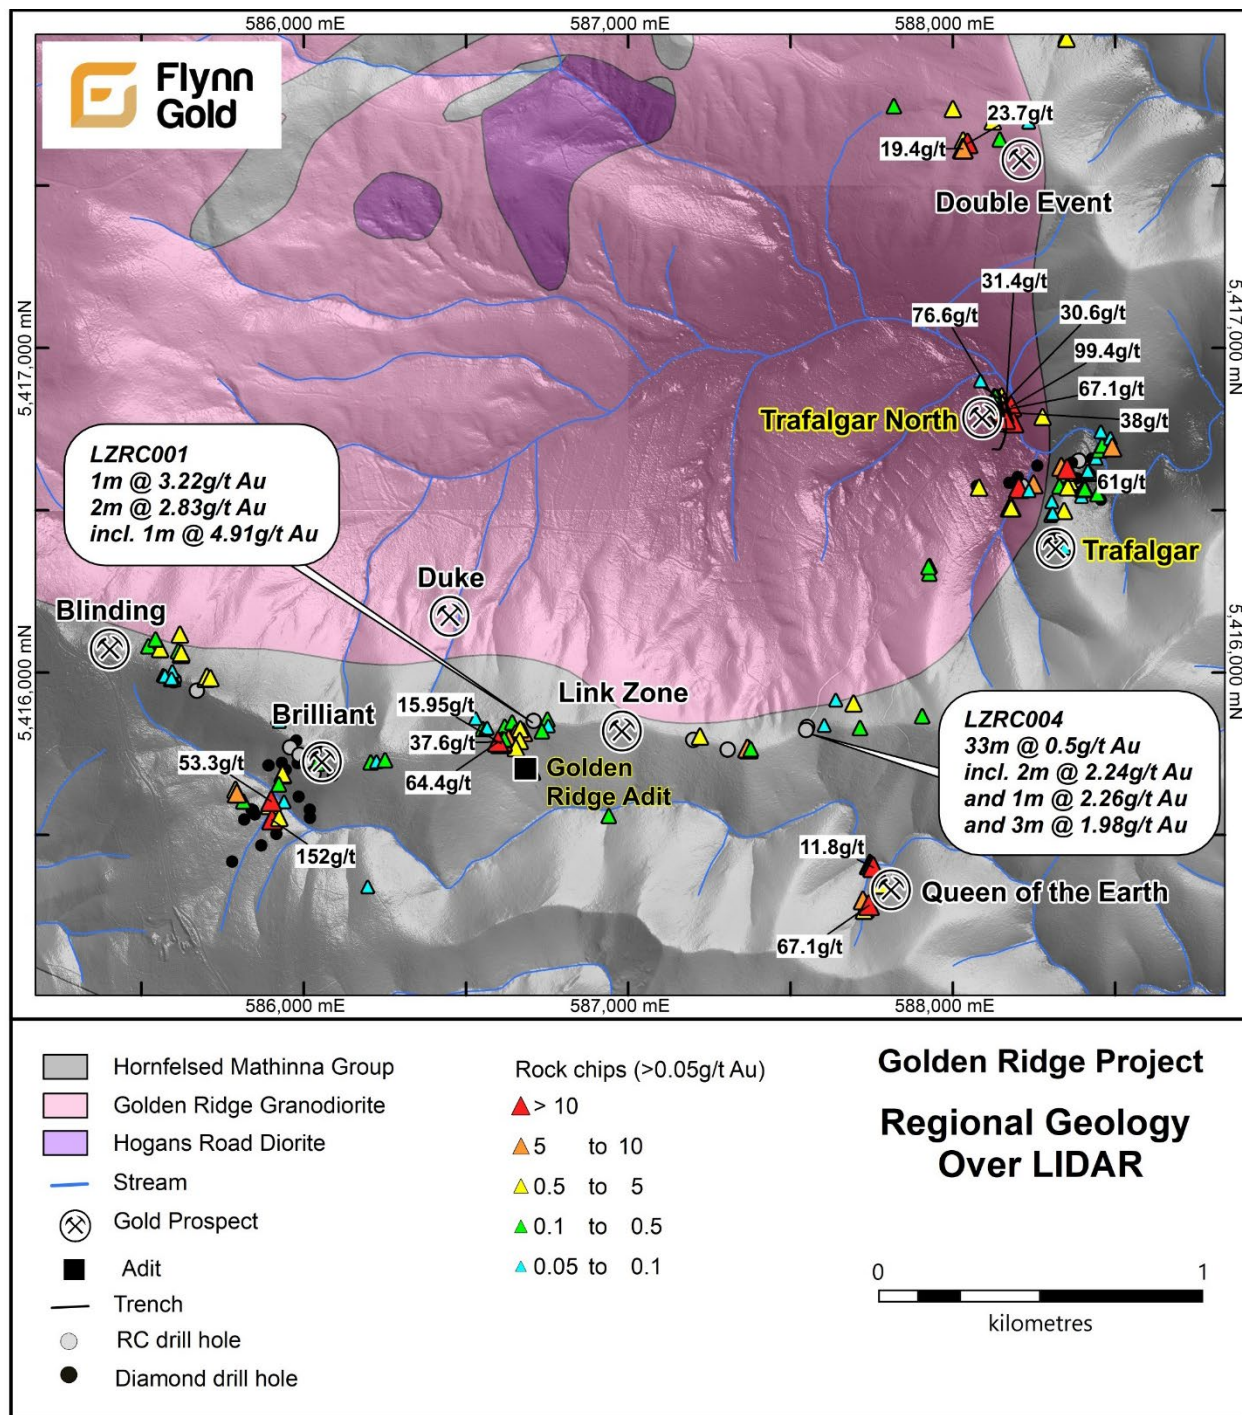 586,000 mE
587,000 mE
588,000 mE
Flynn
Gold
23.7g/t
19.4g/t
Double Event
5,417,000 mN
5,417,000 mN
31.4g/t
76.6g/t
30.6g/t
99.4g/t
67.1g/t
Trafalgar North
38g/t
LZRC001
1m @ 3.22g/t Au
2m @ 2.83g/t Au
incl. 1m @ 4.91g/t Au
61g/t
Trafalgar
Duke
Blinding
5,416,000 mN
5,416,000 mN
Link Zone
Brilliant
15.95g/t
37.6g/t
64.4g/t
53.3g/t
Golden
Ridge Adit
LZRC004
33m @ 0.5g/t Au
incl. 2m @ 2.24g/t Au
and 1m @ 2.26g/t Au
and 3m @ 1.98g/t Au
152g/t
11.8g/t
Queen of the Earth
67.1g/t
586,000 mE
587,000 mE
588,000 mE
Hornfelsed Mathinna Group
Golden Ridge Granodiorite
Hogans Road Diorite
Stream
Gold Prospect
Adit
Trench
RC drill hole
Diamond drill hole
Rock chips (>0.05g/t Au)
> 10
5 to 10
0.5 to 5
0.1 to 0.5
0.05 to 0.1
Golden Ridge Project
Regional Geology
Over LIDAR
0 1
kilometres